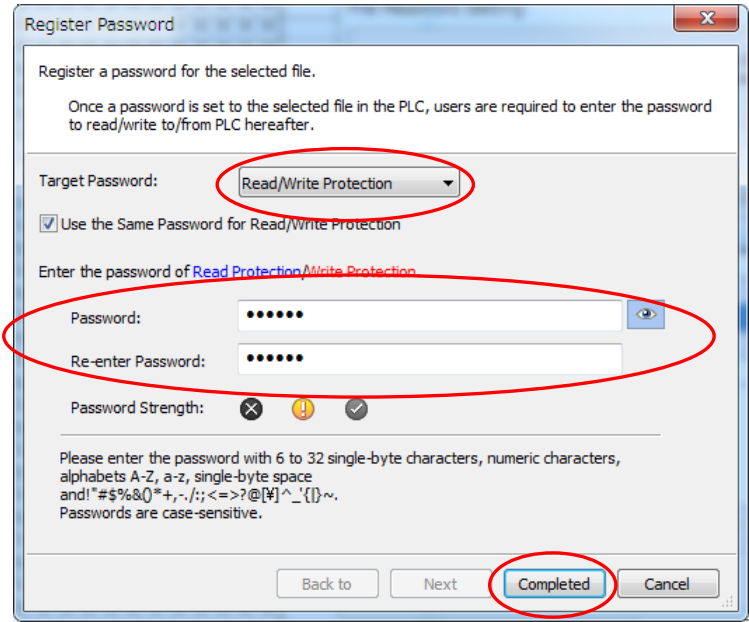 Register Password
Register a password for the selected file.
Once a password is set to the selected file in the PLC, users are required to enter the password
to read/write to/from PLC hereafter.
Target Password: Read/Write Protection
Use the Same Password for Read/Write Protection
Enter the password of Read Protection/Write Protection
Password: ••••••
Re-enter Password: ••••••
Password Strength:
Please enter the password with 6 to 32 single-byte characters, numeric characters,
alphabets A-Z, a-z, single-byte space
and!"#$%&()*+,-./:;<=>?@[¥]^_'{|}~.
Passwords are case-sensitive.
Back to Next Completed Cancel